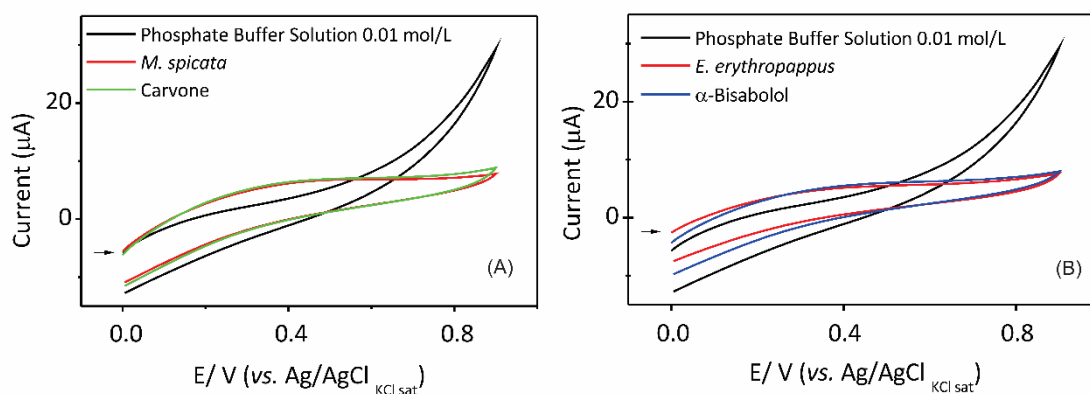 Phosphate Buffer Solution 0.01 mol/L
M. spicata
Carvone
20
0
Current (μA)
(A)
0.0 0.4 0.8
E/ V (vs. Ag/AgCl KCl sat)
Phosphate Buffer Solution 0.01 mol/L
E. erythropappus
α-Bisabolol
20
0
Current (μA)
(B)
0.0 0.4 0.8
E/ V (vs. Ag/AgCl KCl sat)